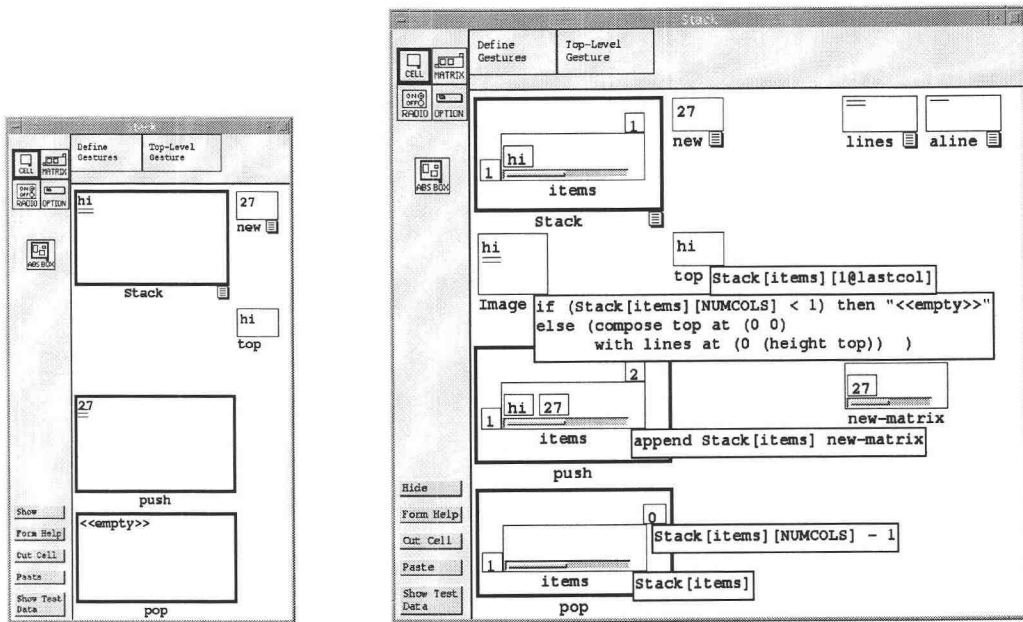 Define
Gestures
Top-Level
Gesture
CELL
MATRIX
RADIO
OPTION
ABS BOX
hi
Stack
27
new
hi
top
27
push
<<empty>>
pop
Show
Form Help
Cut Cell
Paste
Show Test
Data
Stack
Define
Gestures
Top-Level
Gesture
CELL
MATRIX
ON
OFF
RADIO
OPTION
ABS BOX
1
hi
1
items
Stack
27
new
lines
aline
hi
Image
hi
top
Stack[items][1@lastcol]
if (Stack[items][NUMCOLS] < 1) then "<<empty>>"
else (compose top at (0 0)
with lines at (0 (height top)) )
2
hi
27
1
items
append Stack[items] new-matrix
push
27
new-matrix
0
Stack[items][NUMCOLS] - 1
1
items
Stack[items]
pop
Hide
Form Help
Cut Cell
Paste
Show Test
Data